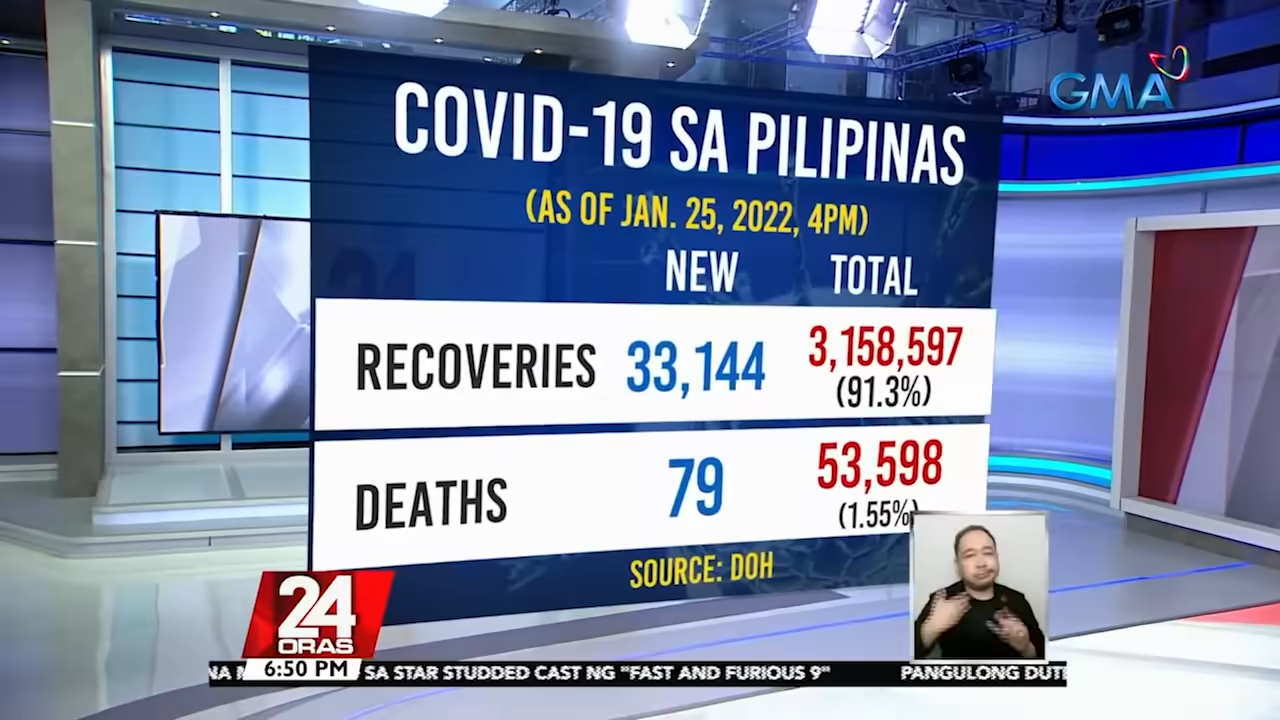 GMA
COVID-19 SA PILIPINAS
(AS OF JAN. 25, 2022, 4PM)
NEW TOTAL
RECOVERIES 33,144 3,158,597
(91.3%)
DEATHS 79 53,598
(1.55%)
SOURCE: DOH
24
ORAS
6:50 PM SA STAR STUDDED CAST NG "FAST AND FURIOUS 9" PANGULONG